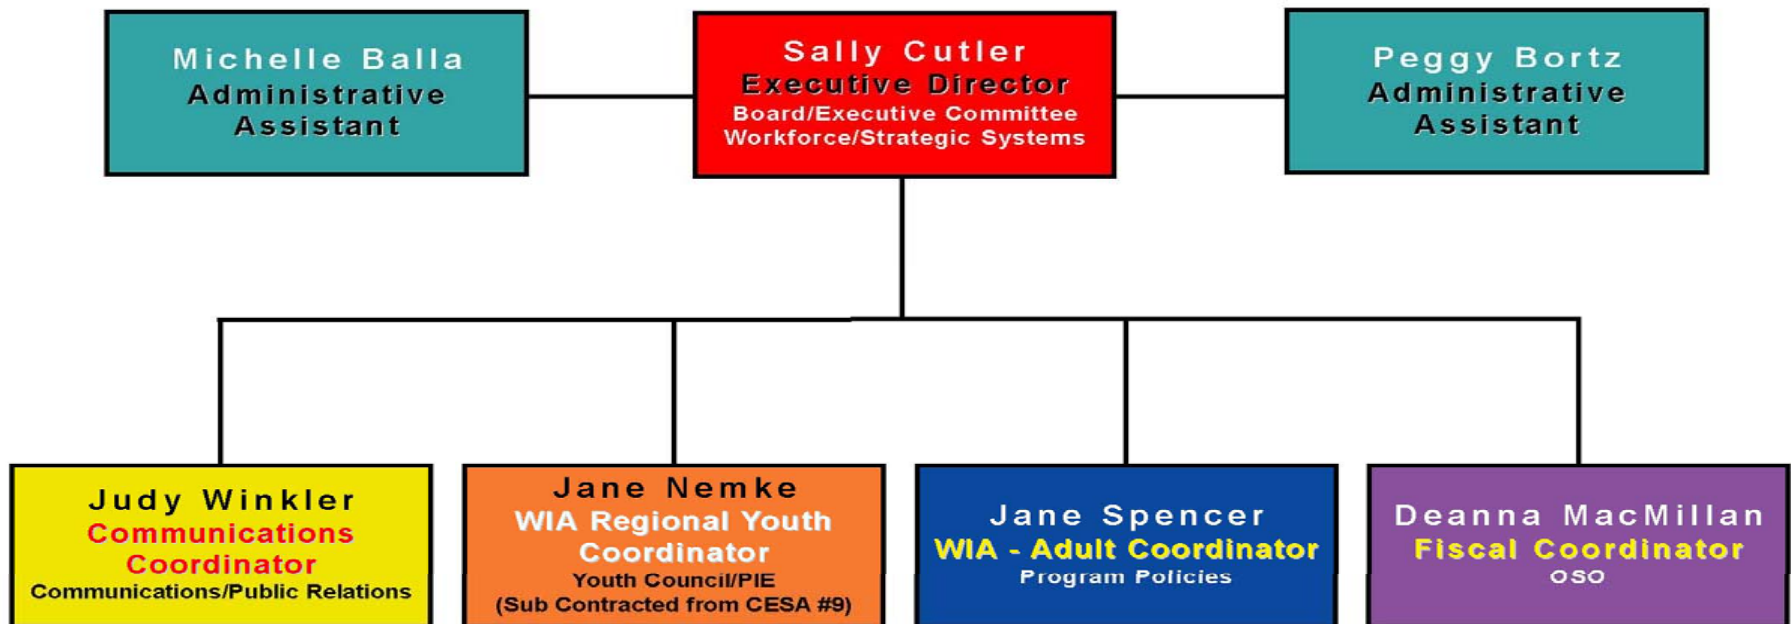 Michelle Balla
Administrative
Assistant
Sally Cutler
Executive Director
Board/Executive Committee
Workforce/Strategic Systems
Peggy Bortz
Administrative
Assistant
Judy Winkler
Communications
Coordinator
Communications/Public Relations
Jane Nemke
WIA Regional Youth
Coordinator
Youth Council/PIE
(Sub Contracted from CESA #9)
Jane Spencer
WIA - Adult Coordinator
Program Policies
Deanna MacMillan
Fiscal Coordinator
OSO